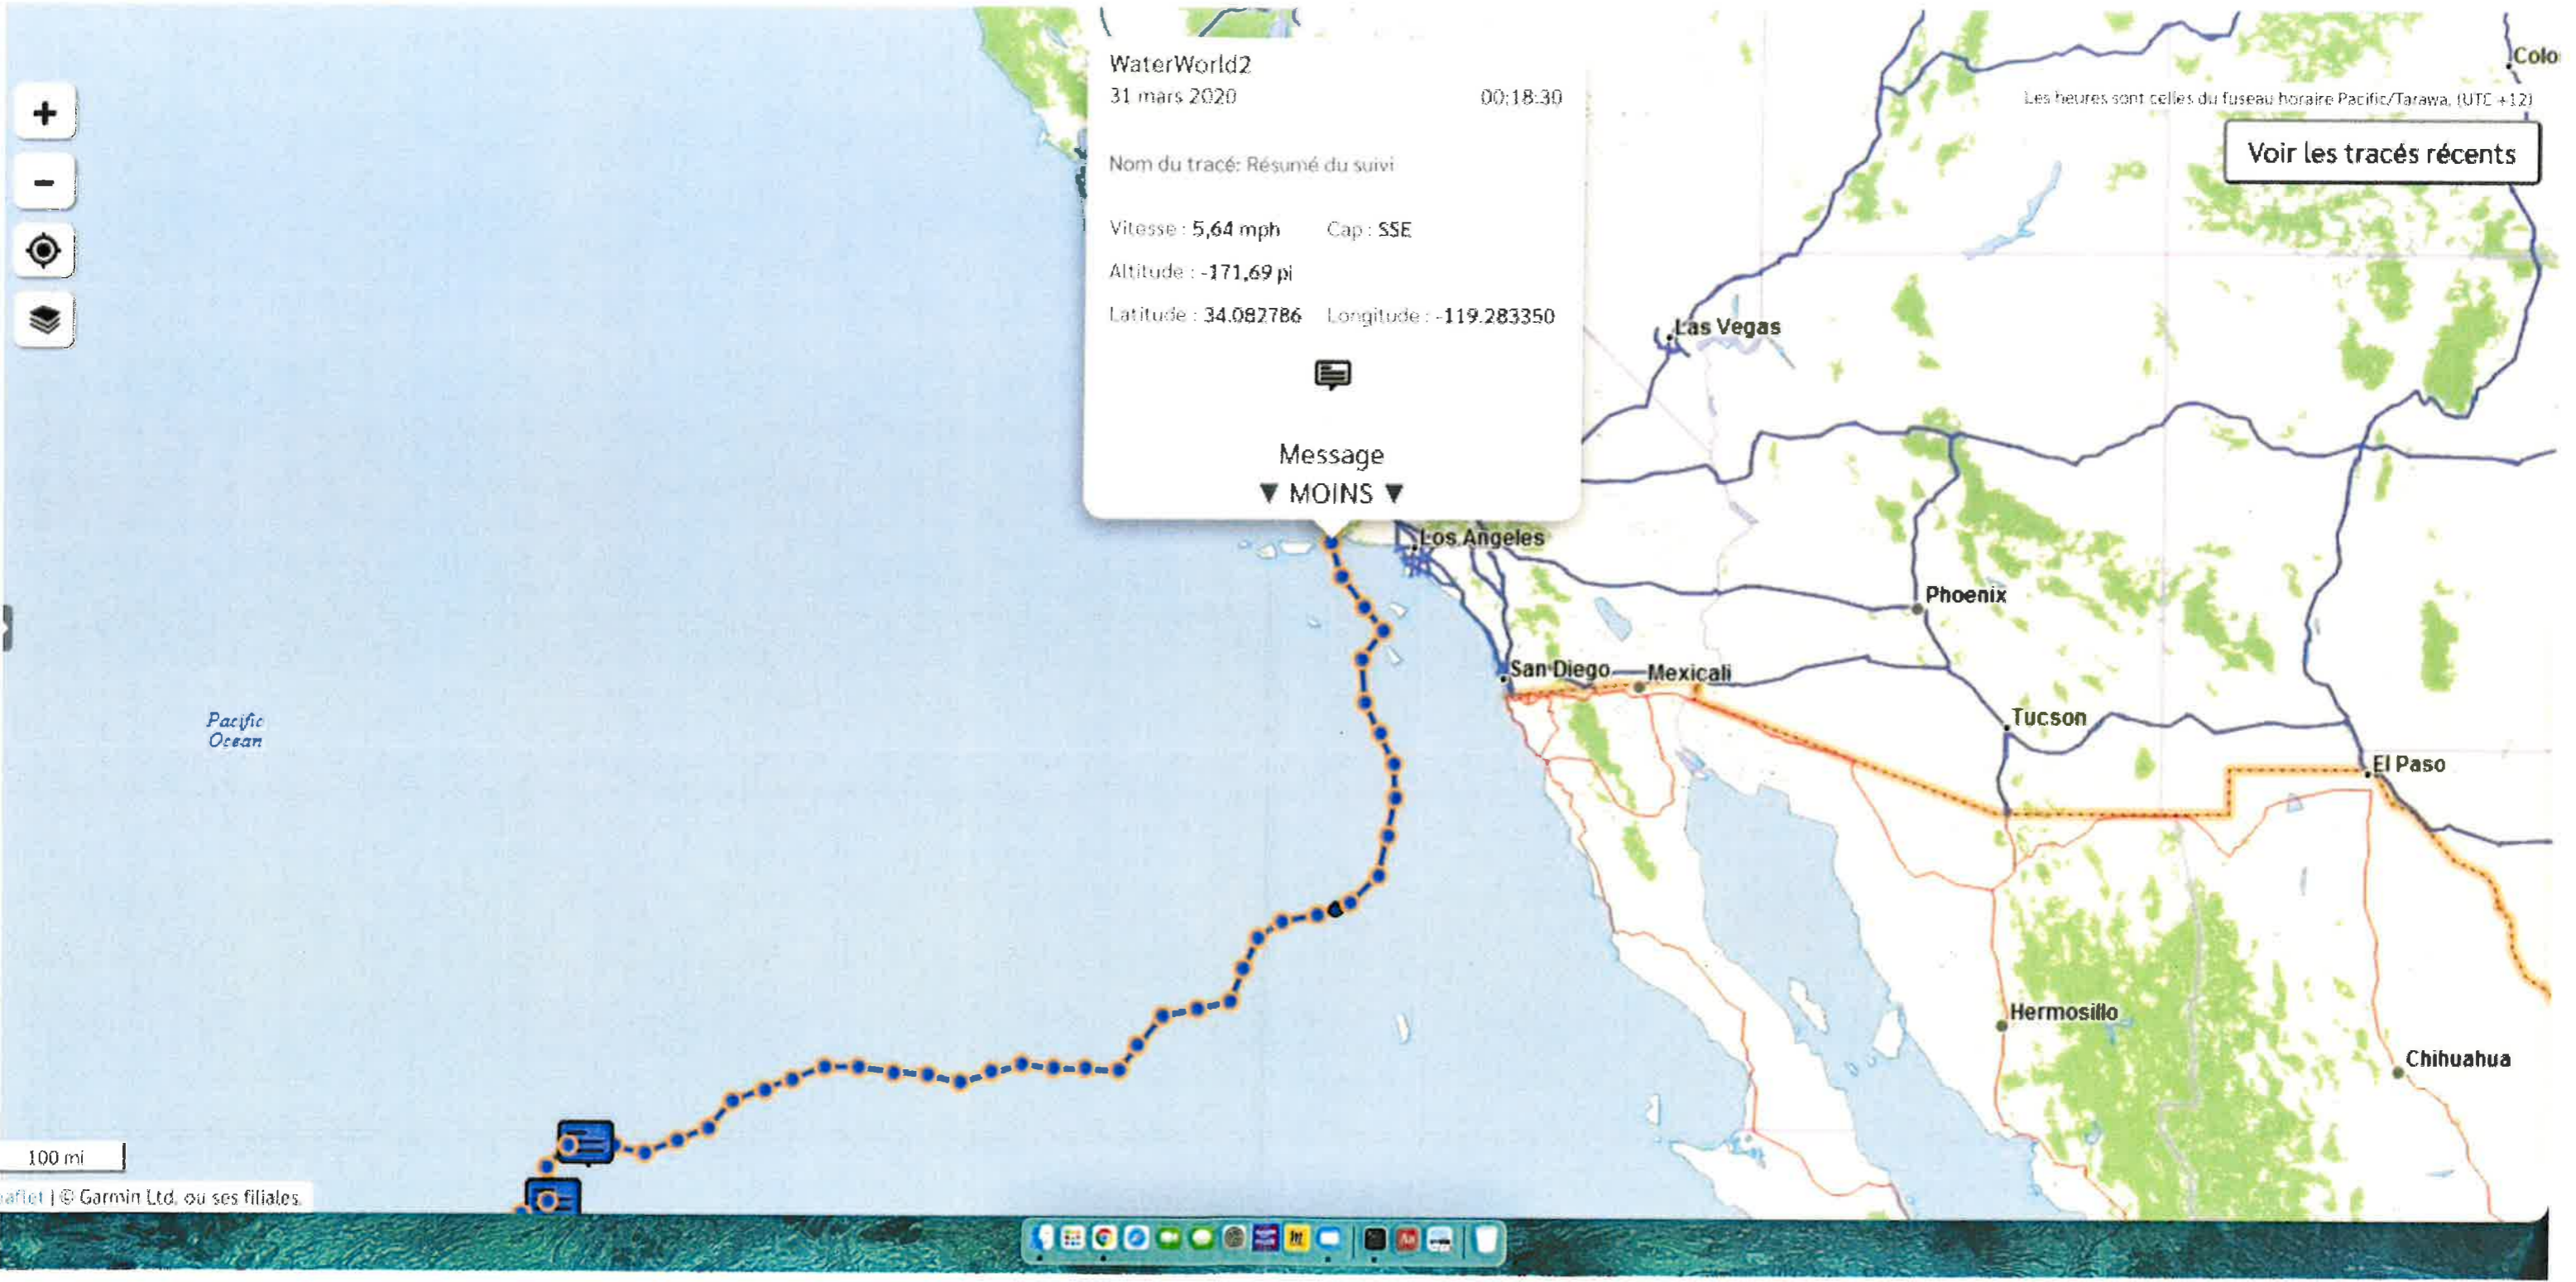 WaterWorld2
31 mars 2020 00:18:30
Nom du tracé: Résumé du suivi
Vitesse : 5,64 mph Cap : SSE
Altitude : -171,69 pi
Latitude : 34.082786 Longitude : -119.283350
Message
▼ MOINS ▼
Colo
Les heures sont celles du fuseau horaire Pacific/Tarawa. (UTC +12)
Voir les tracés récents
+
−
Las Vegas
Los Angeles
Phoenix
San Diego
Mexicali
Tucson
Pacific
Ocean
El Paso
Hermosillo
Chihuahua
100 mi
aflet | © Garmin Ltd. ou ses filiales.